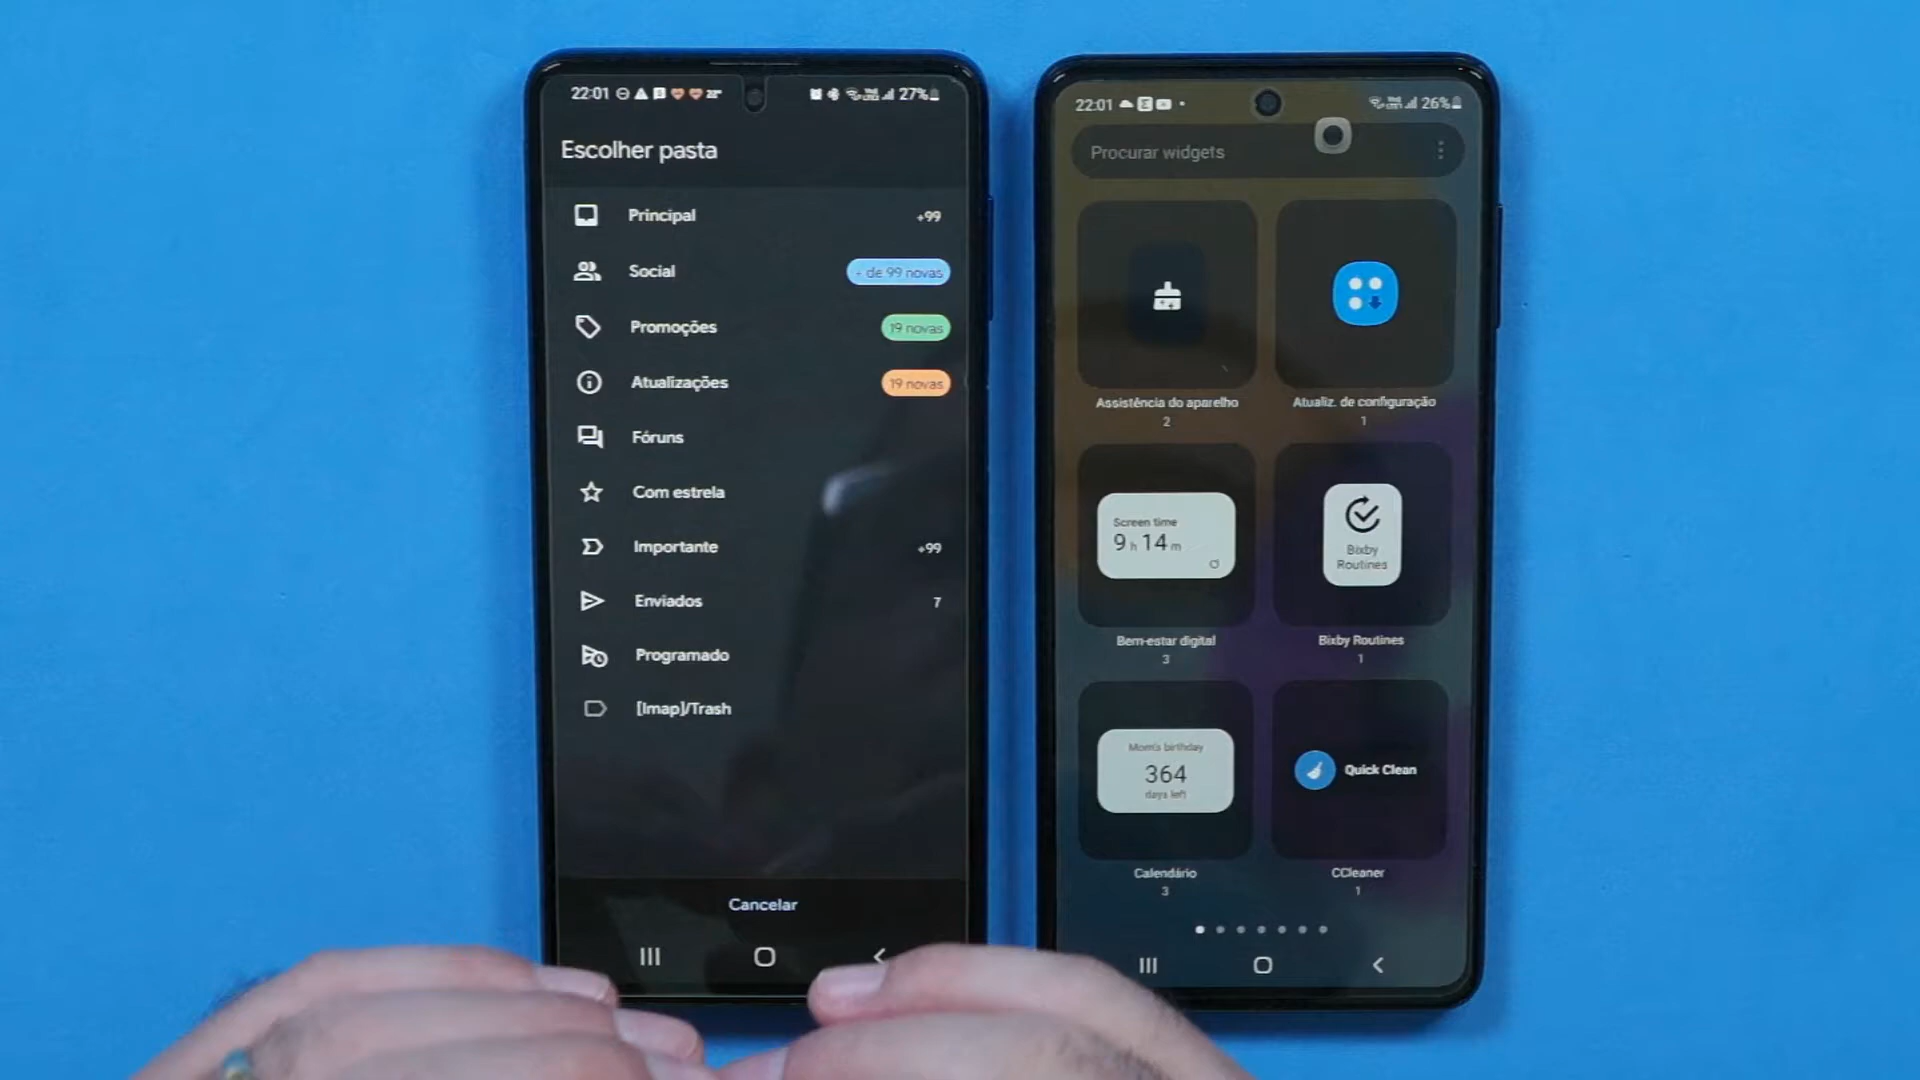 22:01
27%
Escolher pasta
Principal +99
Social + de 99 novas
Promoções 19 novas
Atualizações 19 novas
Fóruns
Com estrela
Importante +99
Enviados 7
Programado
[Imap]/Trash
Cancelar
22:01
26%
Procurar widgets
Assistência do aparelho
2
Atualiz. de configuração
1
Screen time
9 h 14 m
Bem-estar digital
3
Bixby
Routines
Bixby Routines
1
Mom's birthday
364
days left
Calendário
3
Quick Clean
CCleaner
1